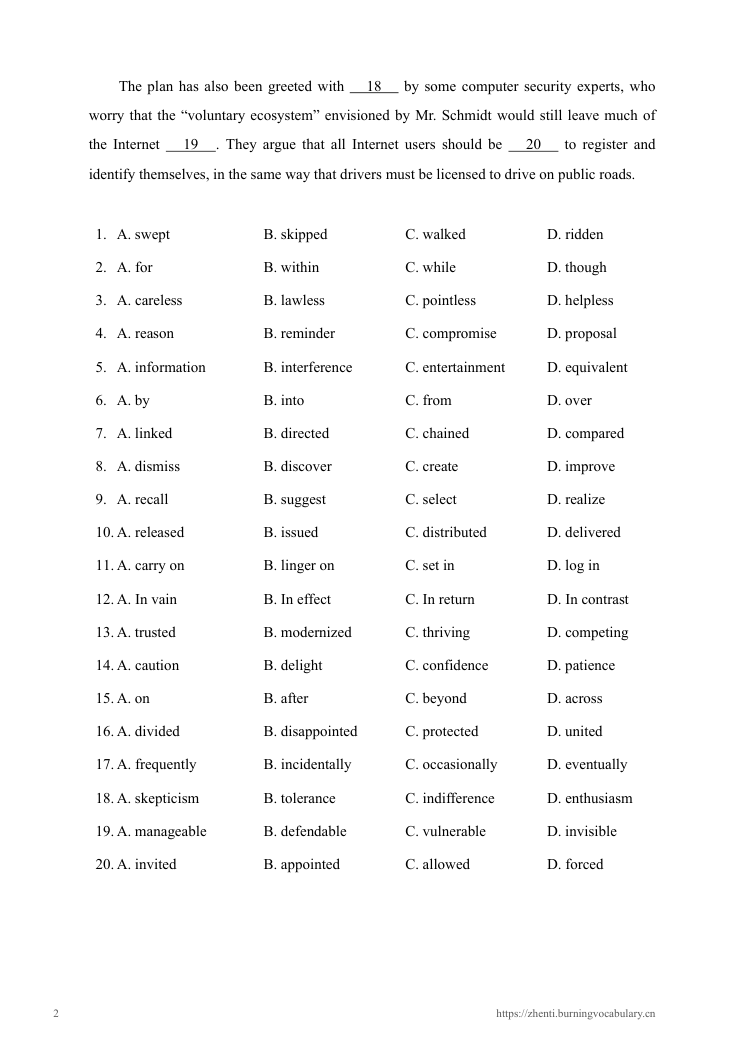 The plan has also been greeted with 18 by some computer security experts, who
worry that the “voluntary ecosystem” envisioned by Mr. Schmidt would still leave much of
the Internet 19 . They argue that all Internet users should be 20 to register and
identify themselves, in the same way that drivers must be licensed to drive on public roads.
1. A. swept B. skipped C. walked D. ridden
2. A. for B. within C. while D. though
3. A. careless B. lawless C. pointless D. helpless
4. A. reason B. reminder C. compromise D. proposal
5. A. information B. interference C. entertainment D. equivalent
6. A. by B. into C. from D. over
7. A. linked B. directed C. chained D. compared
8. A. dismiss B. discover C. create D. improve
9. A. recall B. suggest C. select D. realize
10. A. released B. issued C. distributed D. delivered
11. A. carry on B. linger on C. set in D. log in
12. A. In vain B. In effect C. In return D. In contrast
13. A. trusted B. modernized C. thriving D. competing
14. A. caution B. delight C. confidence D. patience
15. A. on B. after C. beyond D. across
16. A. divided B. disappointed C. protected D. united
17. A. frequently B. incidentally C. occasionally D. eventually
18. A. skepticism B. tolerance C. indifference D. enthusiasm
19. A. manageable B. defendable C. vulnerable D. invisible
20. A. invited B. appointed C. allowed D. forced
2 https://zhenti.burningvocabulary.cn